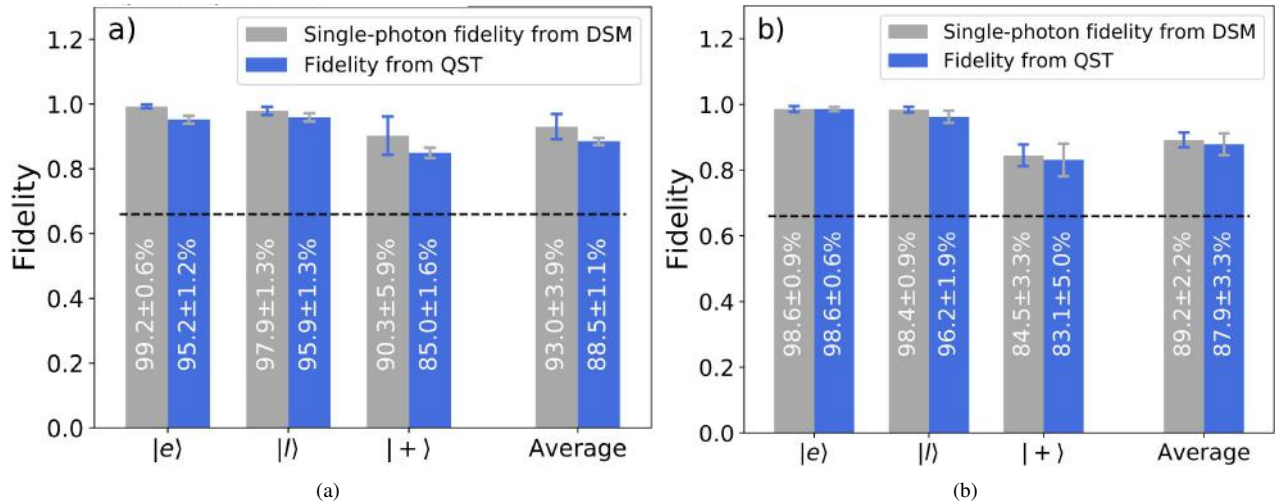 a)
Single-photon fidelity from DSM
Fidelity from QST
Fidelity
1.2
1.0
0.8
0.6
0.4
0.2
0.0
99.2±0.6%
95.2±1.2%
97.9±1.3%
95.9±1.3%
90.3±5.9%
85.0±1.6%
93.0±3.9%
88.5±1.1%
|e⟩ |l⟩ |+⟩ Average
(a)
b)
Single-photon fidelity from DSM
Fidelity from QST
Fidelity
1.2
1.0
0.8
0.6
0.4
0.2
0.0
98.6±0.9%
98.6±0.6%
98.4±0.9%
96.2±1.9%
84.5±3.3%
83.1±5.0%
89.2±2.2%
87.9±3.3%
|e⟩ |l⟩ |+⟩ Average
(b)